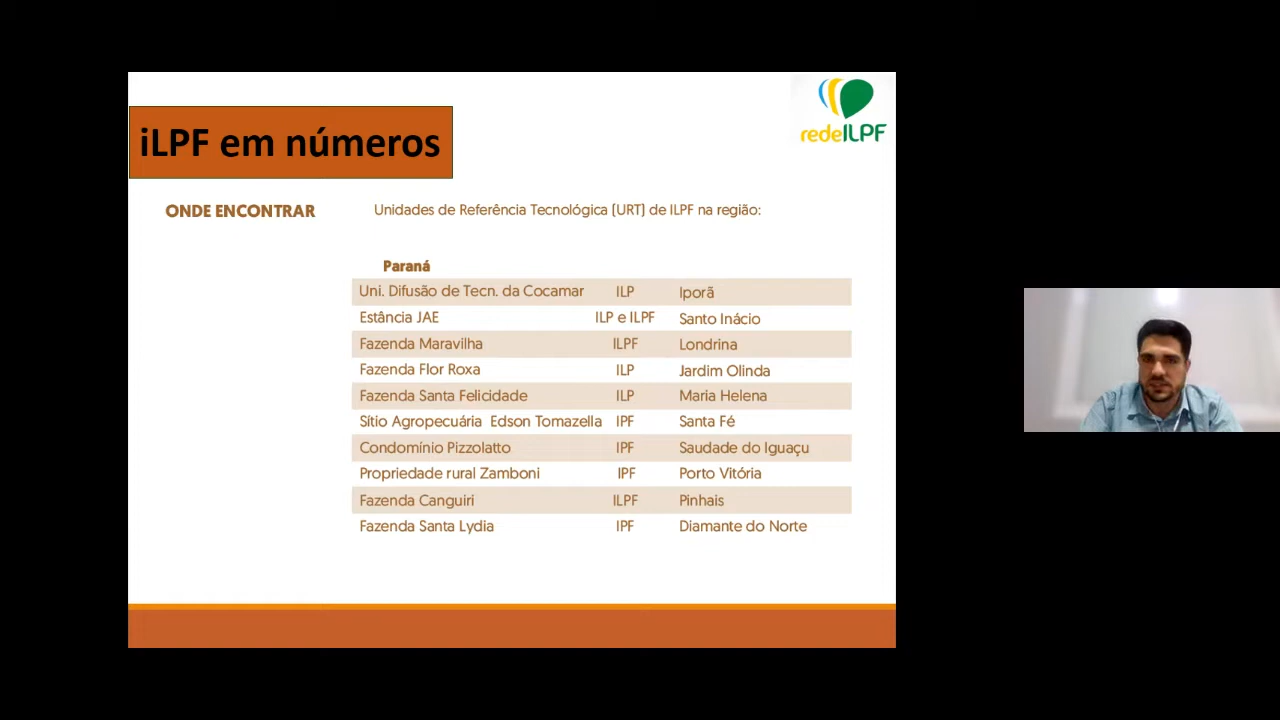 iLPF em números
redeILPF
ONDE ENCONTRAR
Unidades de Referência Tecnológica (URT) de ILPF na região:
Paraná
Uni. Difusão de Tecn. da Cocamar ILP Iporã
Estância JAE ILP e ILPF Santo Inácio
Fazenda Maravilha ILPF Londrina
Fazenda Flor Roxa ILP Jardim Olinda
Fazenda Santa Felicidade ILP Maria Helena
Sítio Agropecuária Edson Tomazella IPF Santa Fé
Condomínio Pizzolatto IPF Saudade do Iguaçu
Propriedade rural Zamboni IPF Porto Vitória
Fazenda Canguiri ILPF Pinhais
Fazenda Santa Lydia IPF Diamante do Norte